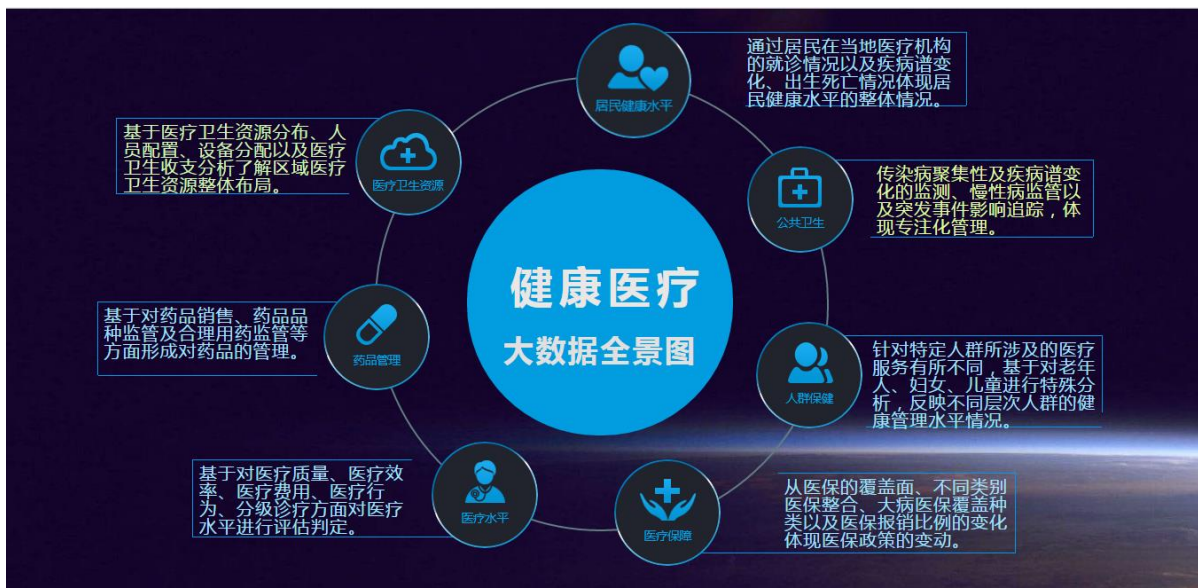 健康医疗
大数据全景图
居民健康水平
通过居民在当地医疗机构
的就诊情况以及疾病谱变
化、出生死亡情况体现居
民健康水平的整体情况。
公共卫生
传染病聚集性及疾病谱变
化的监测、慢性病监管以
及突发事件影响追踪，体
现专注化管理。
人群保健
针对特定人群所涉及的医疗
服务有所不同，基于对老年
人、妇女、儿童进行特殊分
析，反映不同层次人群的健
康管理水平情况。
医疗保障
从医保的覆盖面、不同类别
医保整合、大病医保覆盖种
类以及医保报销比例的变化
体现医保政策的变动。
医疗水平
基于对医疗质量、医疗效
率、医疗费用、医疗行
为、分级诊疗方面对医疗
水平进行评估判定。
药品管理
基于对药品销售、药品品
种监管及合理用药监管等
方面形成对药品的管理。
医疗卫生资源
基于医疗卫生资源分布、人
员配置、设备分配以及医疗
卫生收支分析了解区域医疗
卫生资源整体布局。